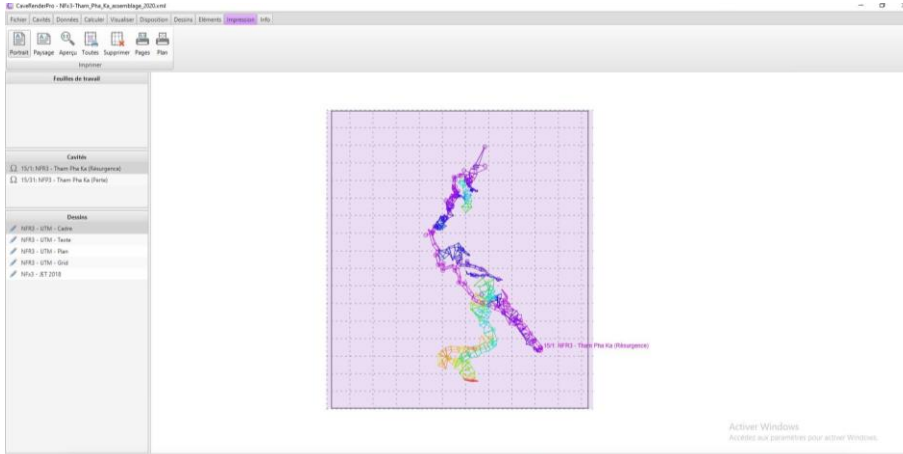 CaveRenderPro - NFx3-Tham_Pha_Ka_assemblage_2020.xml
Fichier Cavités Données Calculer Visualiser Disposition Dessins Eléments Impression Info
Portrait Paysage Aperçu Toutes Supprimer Pages Plan
Imprimer
Feuilles de travail
Cavités
15/1: NFR3 - Tham Pha Ka (Résurgence)
15/31: NFP3 - Tham Pha Ka (Perte)
Dessins
NFR3 - UTM - Cadre
NFR3 - UTM - Texte
NFR3 - UTM - Plan
NFR3 - UTM - Grid
NFx3 - JET 2018
15/1: NFR3 - Tham Pha Ka (Résurgence)
Activer Windows
Accédez aux paramètres pour activer Windows.